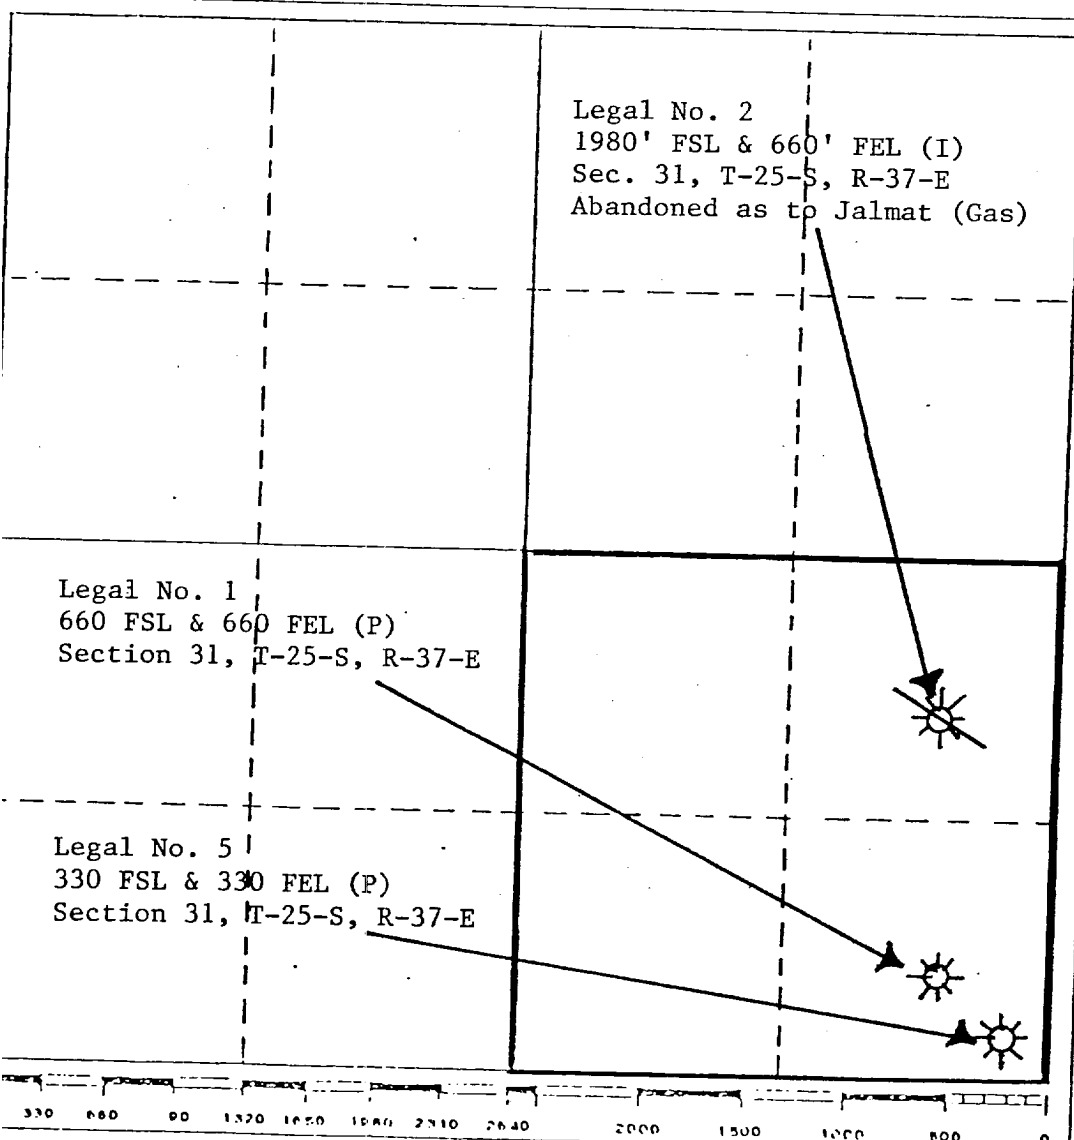 Legal No. 2
1980' FSL & 660' FEL (I)
Sec. 31, T-25-S, R-37-E
Abandoned as to Jalmat (Gas)
Legal No. 1
660 FSL & 660 FEL (P)
Section 31, T-25-S, R-37-E
Legal No. 5
330 FSL & 330 FEL (P)
Section 31, T-25-S, R-37-E
330 660 90 1320 1650 1980 2310 2640 2000 1500 1000 500 0